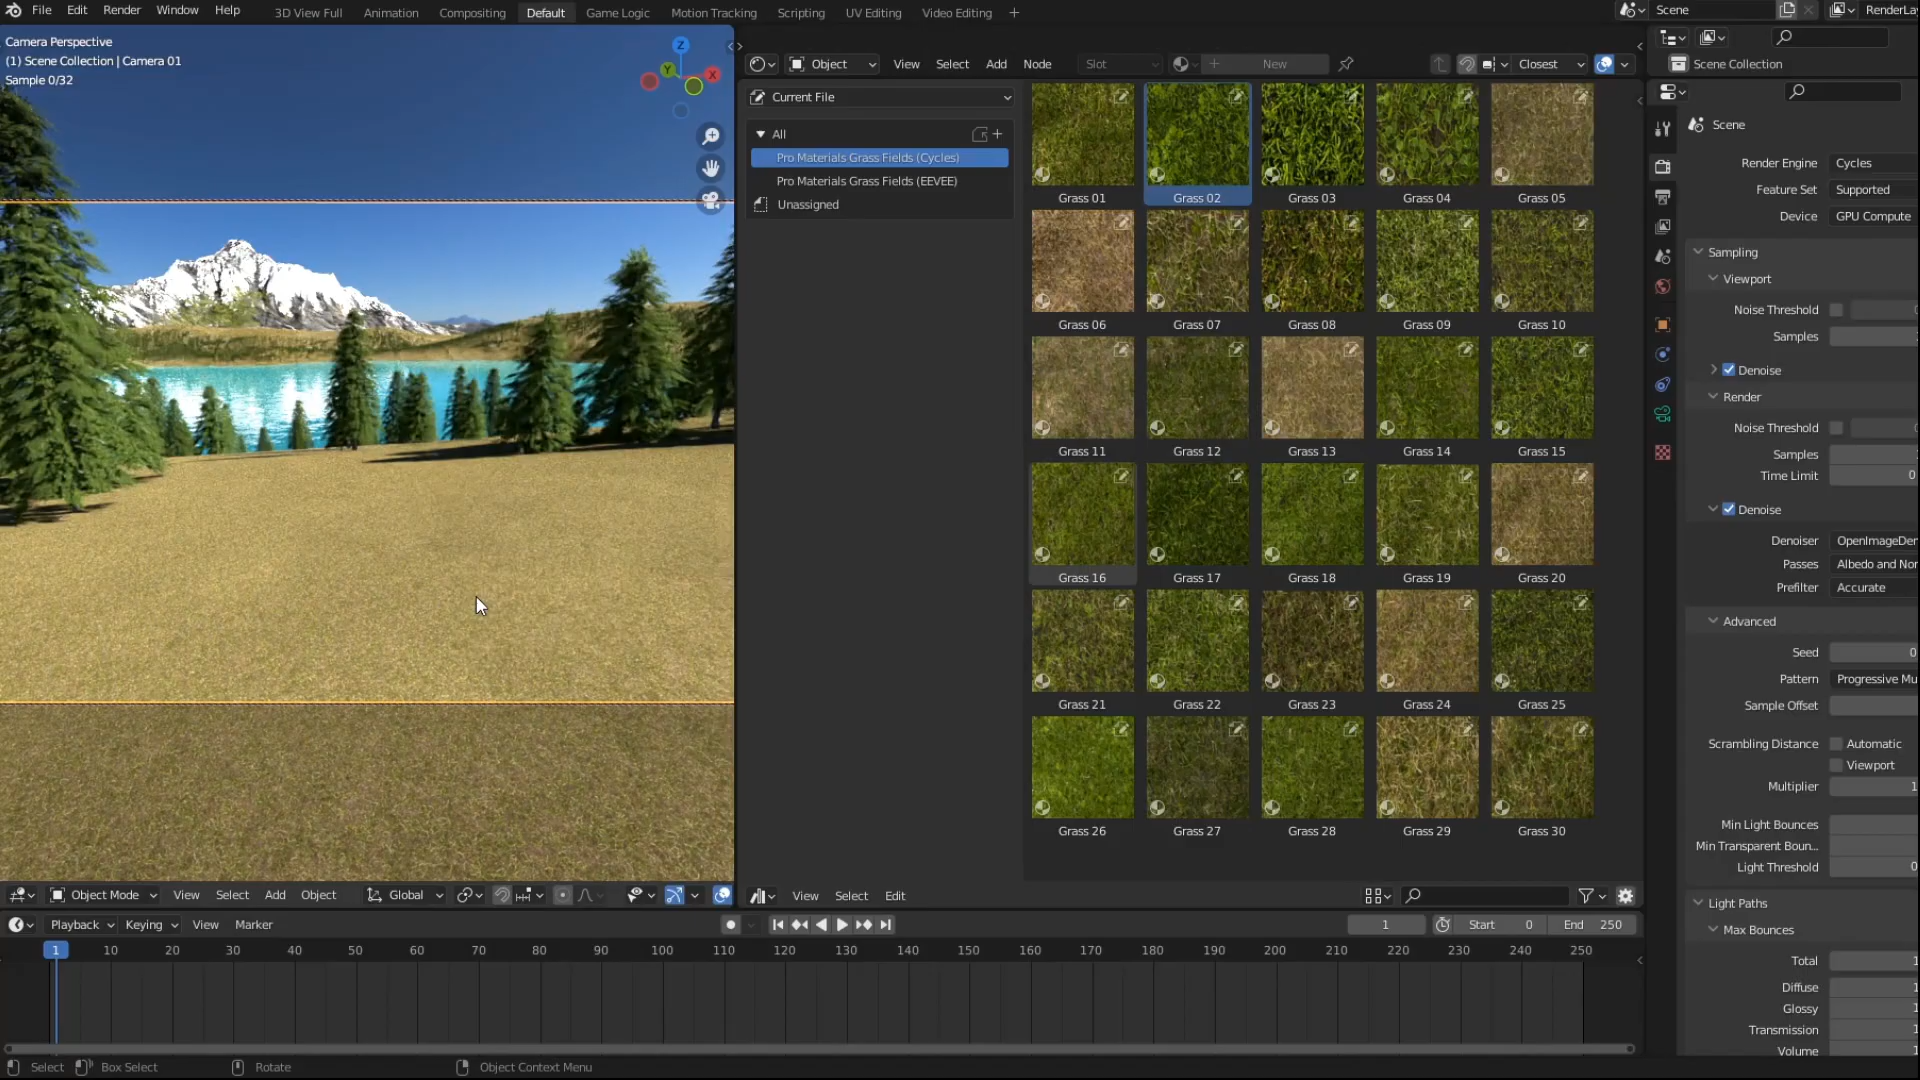 File Edit Render Window Help 3D View Full Animation Compositing Default Game Logic Motion Tracking Scripting UV Editing Video Editing +
Scene
RenderLa
Camera Perspective
(1) Scene Collection | Camera 01
Sample 0/32
Z
Y
X
Object View Select Add Node Slot New Closest
Scene Collection
Current File
All
Pro Materials Grass Fields (Cycles)
Pro Materials Grass Fields (EEVEE)
Unassigned
Grass 01 Grass 02 Grass 03 Grass 04 Grass 05
Grass 06 Grass 07 Grass 08 Grass 09 Grass 10
Grass 11 Grass 12 Grass 13 Grass 14 Grass 15
Grass 16 Grass 17 Grass 18 Grass 19 Grass 20
Grass 21 Grass 22 Grass 23 Grass 24 Grass 25
Grass 26 Grass 27 Grass 28 Grass 29 Grass 30
Scene
Render Engine Cycles
Feature Set Supported
Device GPU Compute
Sampling
Viewport
Noise Threshold
Samples
Denoise
Render
Noise Threshold
Samples
Time Limit 0
Denoise
Denoiser OpenImageDen
Passes Albedo and Nor
Prefilter Accurate
Advanced
Seed 0
Pattern Progressive Mu
Sample Offset
Scrambling Distance Automatic
Viewport
Multiplier 1
Min Light Bounces
Min Transparent Boun...
Light Threshold 0
Light Paths
Max Bounces
Total 1
Diffuse 1
Glossy 1
Transmission 1
Volume 1
Object Mode View Select Add Object Global
View Select Edit
Playback Keying View Marker
1 Start 0 End 250
1 10 20 30 40 50 60 70 80 90 100 110 120 130 140 150 160 170 180 190 200 210 220 230 240 250
Select Box Select Rotate Object Context Menu